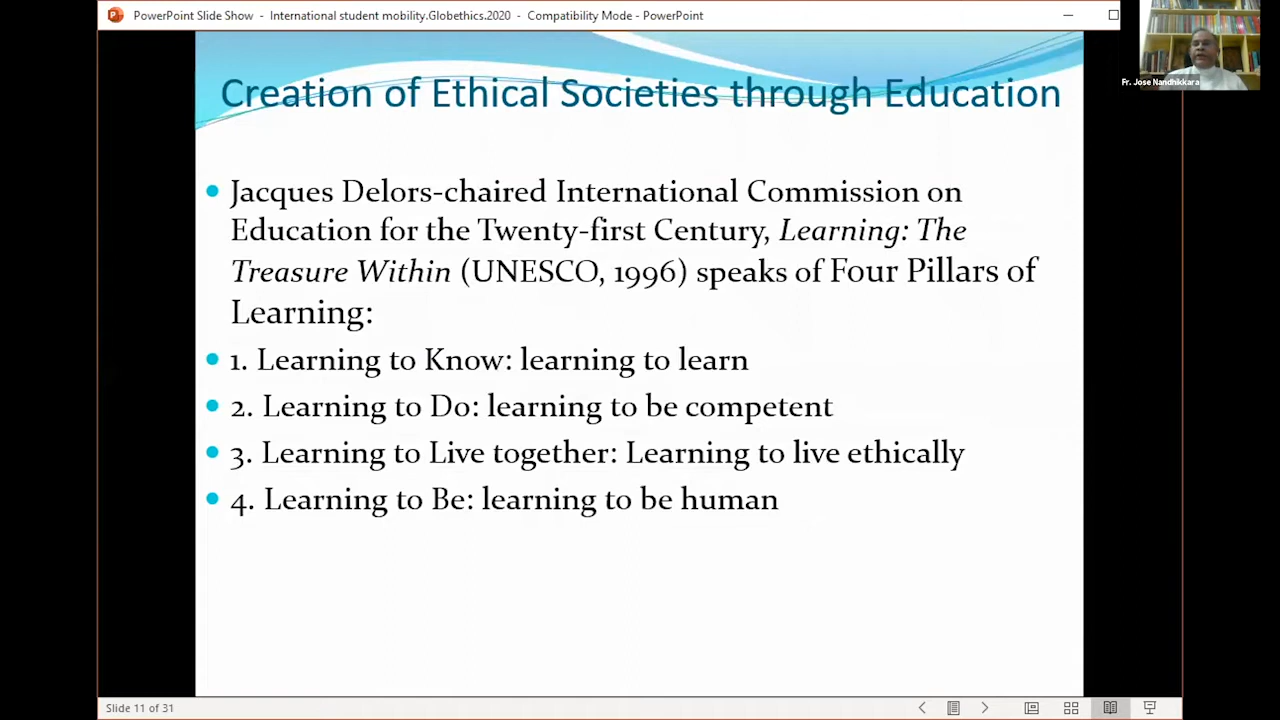 PowerPoint Slide Show - International student mobility.Globethics.2020 - Compatibility Mode - PowerPoint
Fr. Jose Nandhikkara
Creation of Ethical Societies through Education
Jacques Delors-chaired International Commission on
Education for the Twenty-first Century, Learning: The
Treasure Within (UNESCO, 1996) speaks of Four Pillars of
Learning:
1. Learning to Know: learning to learn
2. Learning to Do: learning to be competent
3. Learning to Live together: Learning to live ethically
4. Learning to Be: learning to be human
Slide 11 of 31